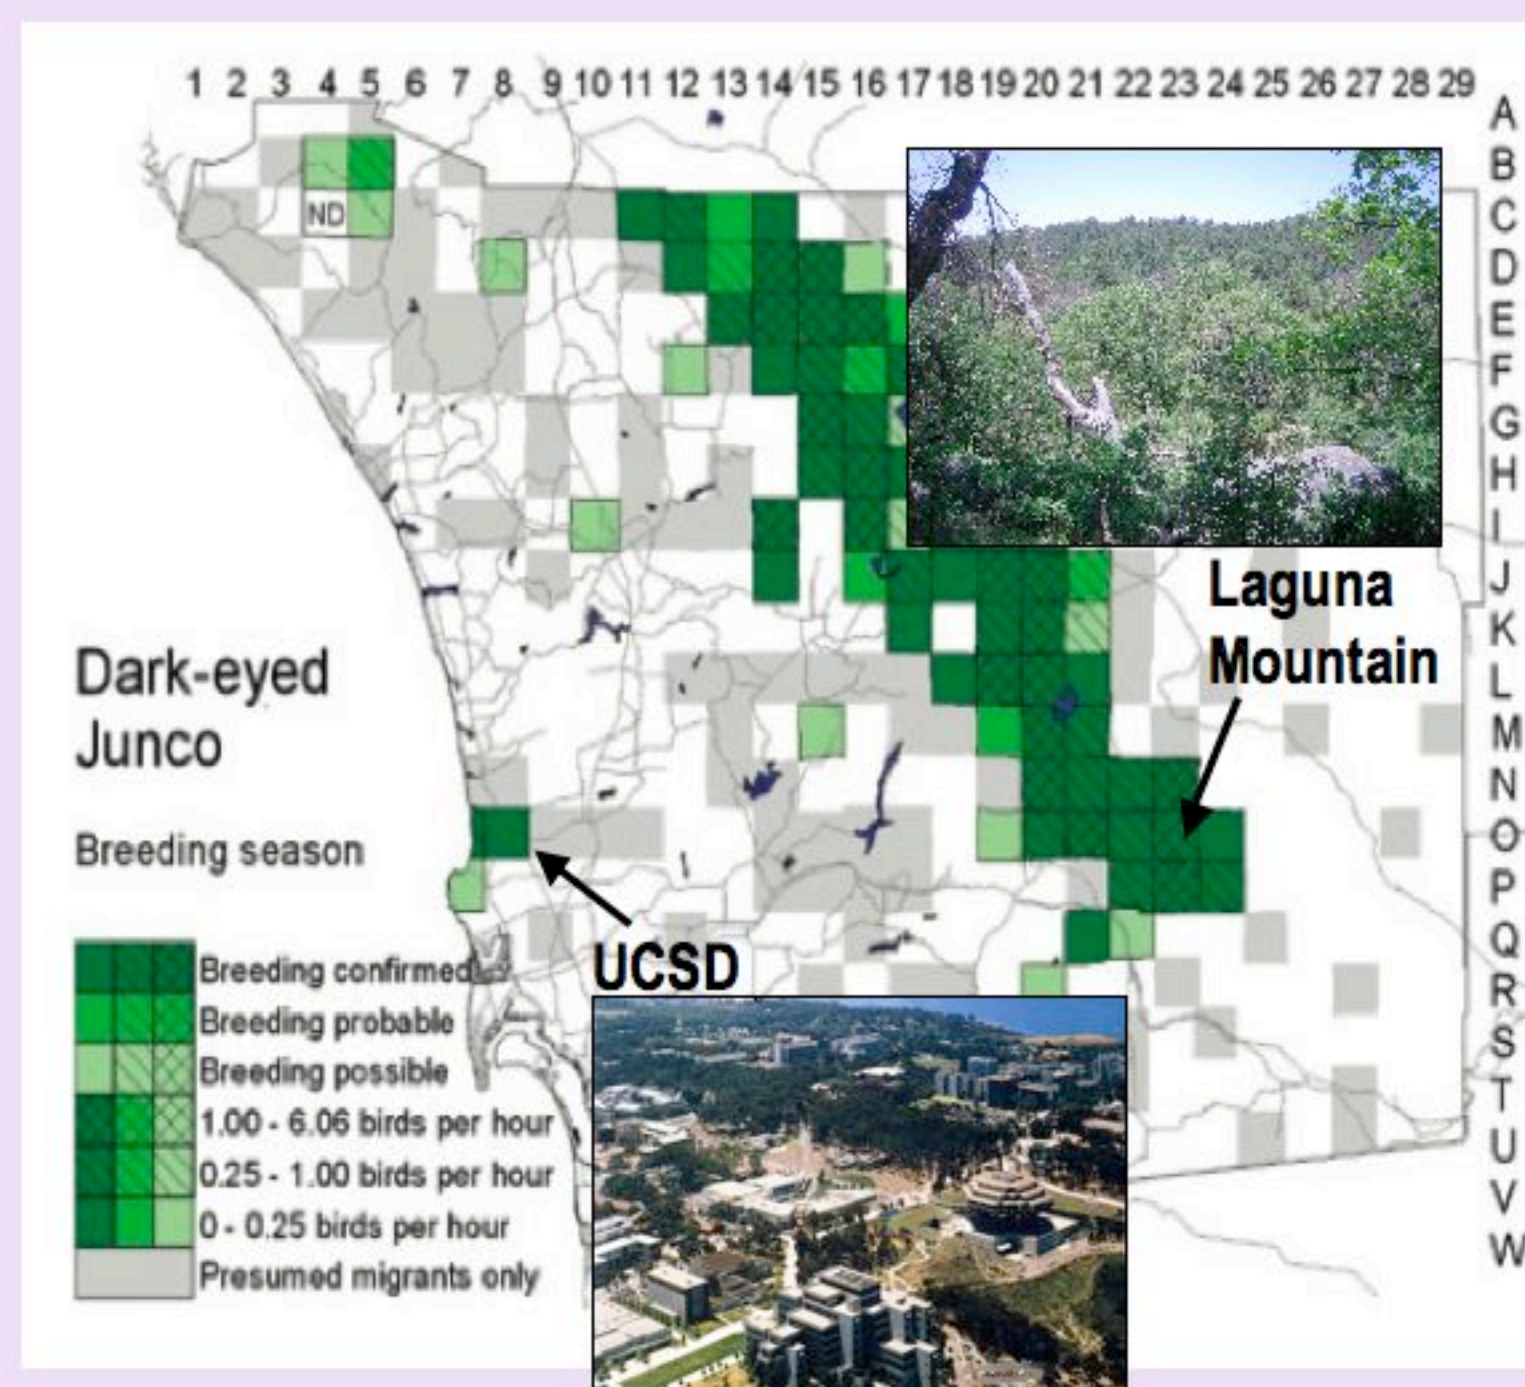 1 2 3 4 5 6 7 8 9 10 11 12 13 14 15 16 17 18 19 20 21 22 23 24 25 26 27 28 29
A
B
C
D
E
F
G
H
I
J
K
L
M
N
O
P
Q
R
S
T
U
V
W
ND
Laguna
Mountain
Dark-eyed
Junco
Breeding season
UCSD
Breeding confirmed
Breeding probable
Breeding possible
1.00 - 6.06 birds per hour
0.25 - 1.00 birds per hour
0 - 0.25 birds per hour
Presumed migrants only